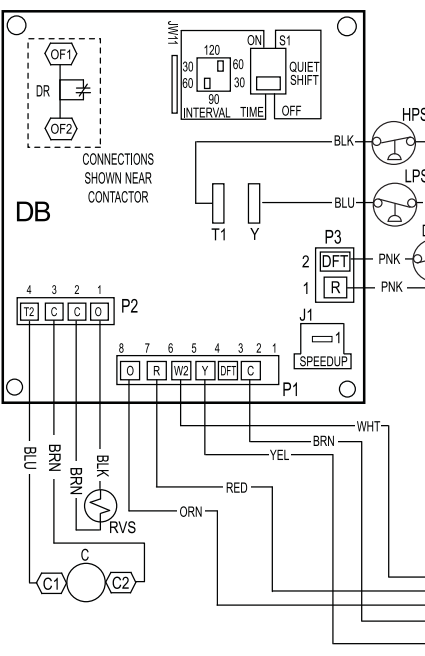 JW11
OF1
DR
OF2
CONNECTIONS
SHOWN NEAR
CONTACTOR
120
30
60
60
30
90
INTERVAL TIME
ON
S1
QUIET
SHIFT
OFF
HPS
BLK
LPS
BLU
DB
T1
Y
P3
2 DFT
PNK
1 R
PNK
4 3 2 1
T2 C C O
P2
J1
1
SPEEDUP
8 7 6 5 4 3 2 1
O R W2 Y DFT C
P1
WHT
BRN
YEL
RED
ORN
BLU
BRN
BRN
BLK
RVS
C
C1
C2